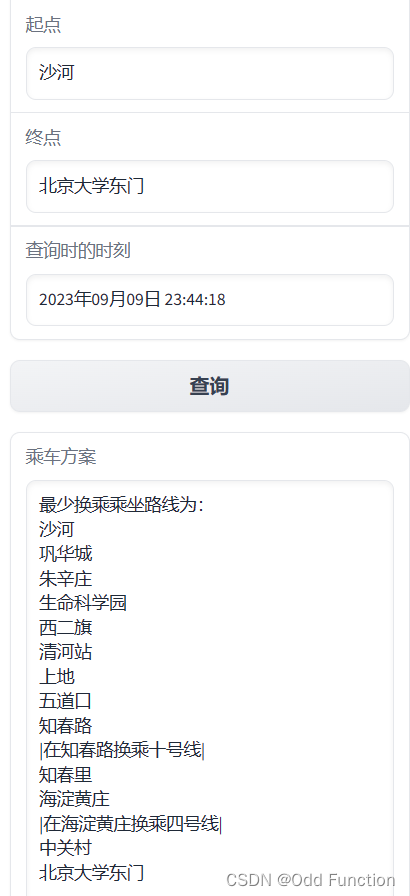 起点
沙河
终点
北京大学东门
查询时的时刻
2023年09月09日 23:44:18
查询
乘车方案
最少换乘乘坐路线为：
沙河
巩华城
朱辛庄
生命科学园
西二旗
清河站
上地
五道口
知春路
|在知春路换乘十号线|
知春里
海淀黄庄
|在海淀黄庄换乘四号线|
中关村
北京大学东门
CSDN @Odd Function